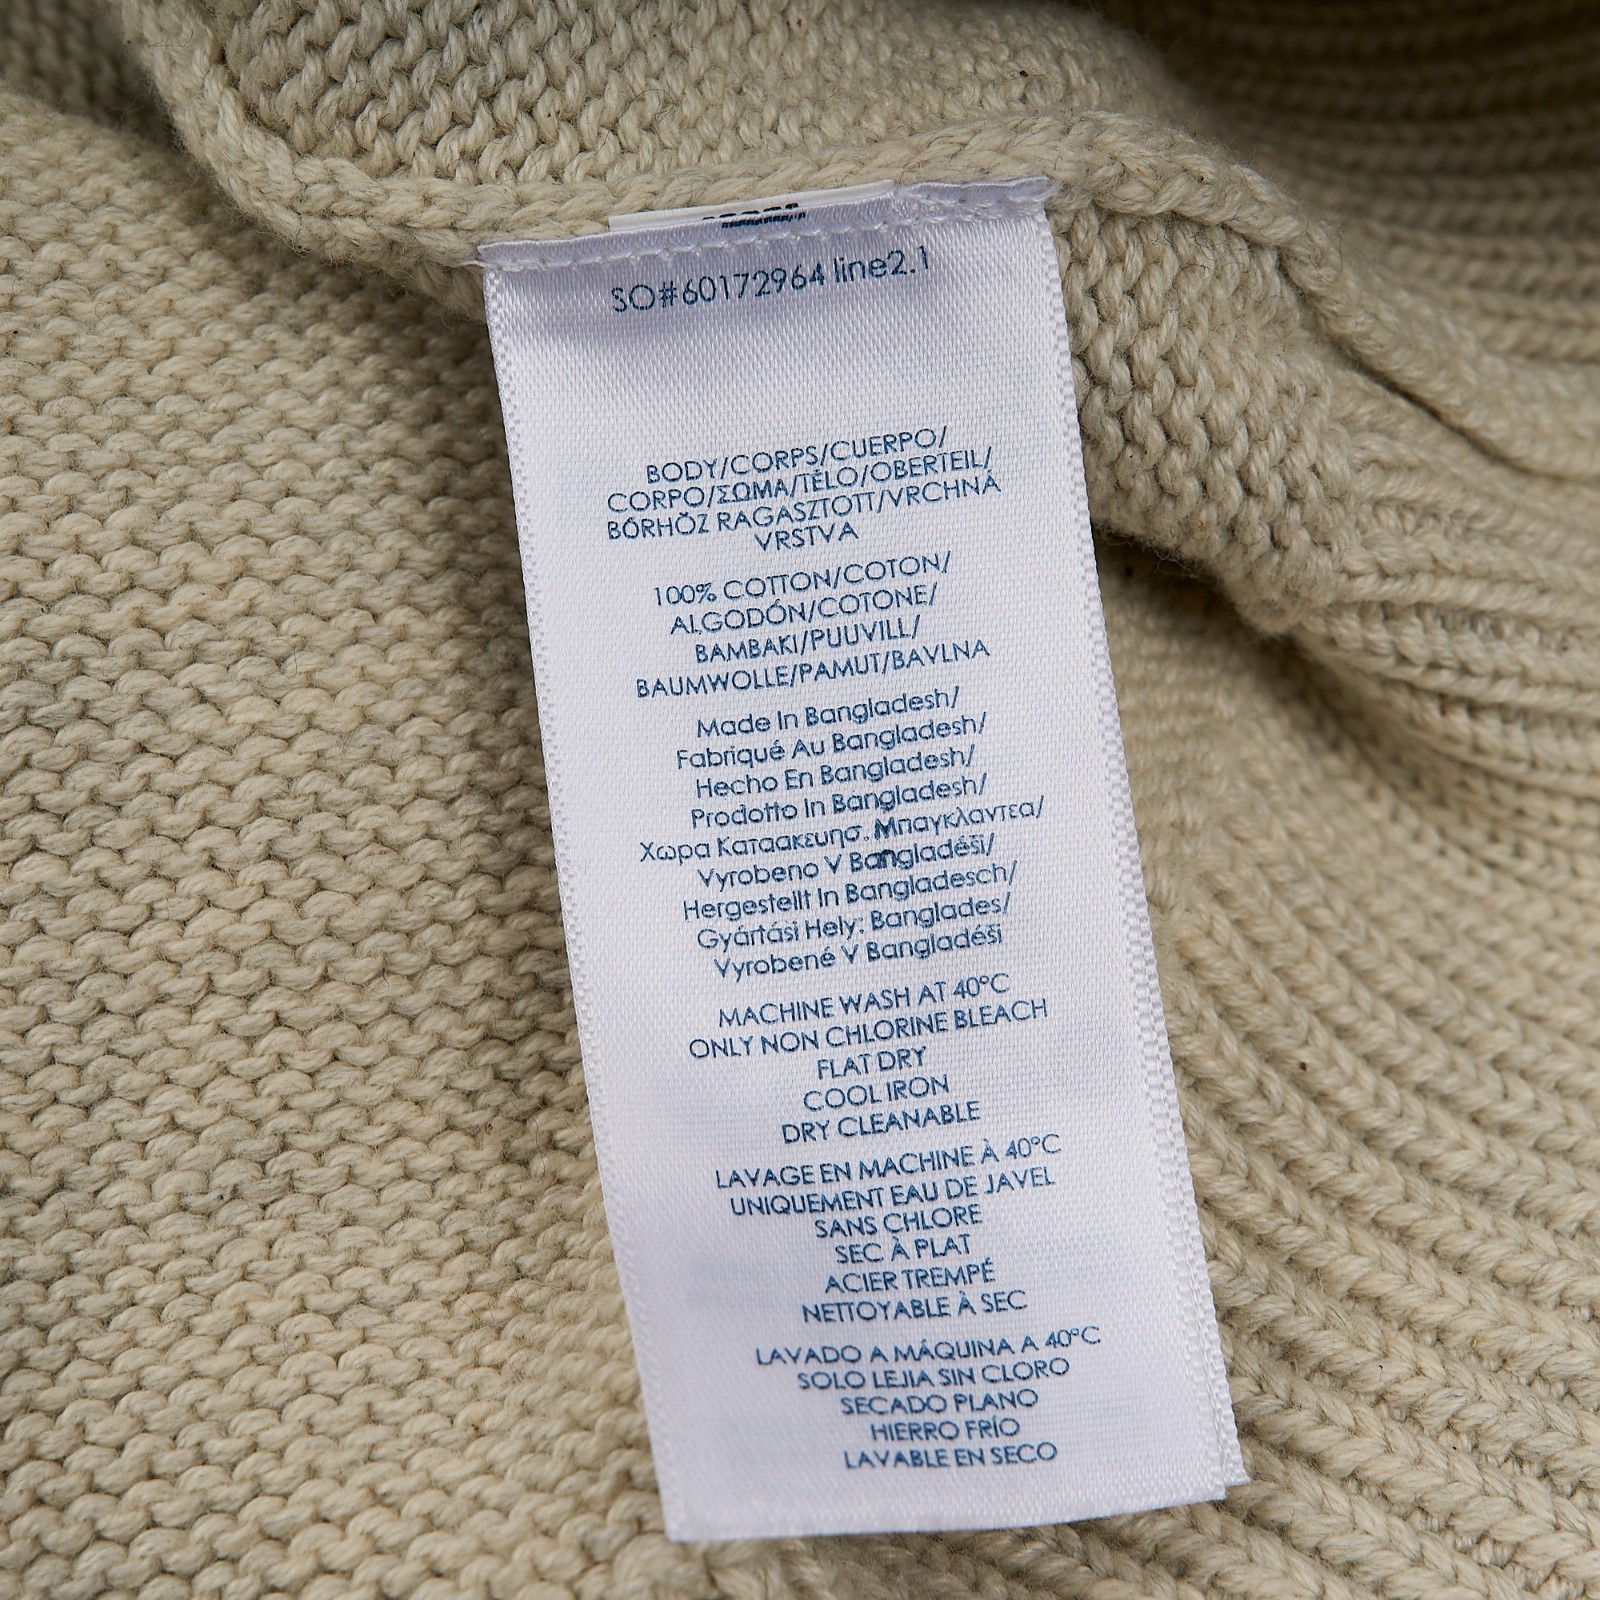 SO#60172964 line2.1
BODY/CORPS/CUERPO/
CORPO/ΣΩΜΑ/TĚLO/OBERTEIL/
BŐRHŐZ RAGASZTOTT/VRCHNÁ
VRSTVA
100% COTTON/COTON/
ALGODÓN/COTONE/
BAMBAKI/PUUVILL/
BAUMWOLLE/PAMUT/BAVLNA
Made In Bangladesh/
Fabriqué Au Bangladesh/
Hecho En Bangladesh/
Prodotto In Bangladesh/
Χωρα Κατασκευησ. Μπαγκλαντεα/
Vyrobeno V Bangladéši/
Hergestellt In Bangladesch/
Gyártási Hely: Banglades/
Vyrobené V Bangladéši
MACHINE WASH AT 40°C
ONLY NON CHLORINE BLEACH
FLAT DRY
COOL IRON
DRY CLEANABLE
LAVAGE EN MACHINE À 40°C
UNIQUEMENT EAU DE JAVEL
SANS CHLORE
SEC À PLAT
ACIER TREMPÉ
NETTOYABLE À SEC
LAVADO A MÁQUINA A 40°C
SOLO LEJIA SIN CLORO
SECADO PLANO
HIERRO FRÍO
LAVABLE EN SECO